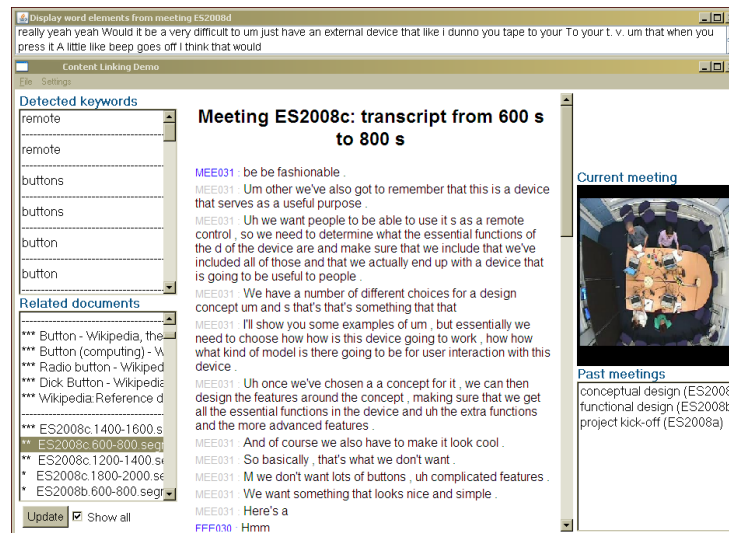 Display word elements from meeting ES2008d
really yeah yeah Would it be a very difficult to um just have an external device that like i dunno you tape to your To your t. v. um that when you
press it A little like beep goes off I think that would
Content Linking Demo
File Settings
Detected keywords
remote
remote
buttons
buttons
button
button
Related documents
*** Button - Wikipedia, the
*** Button (computing) - W
*** Radio button - Wikiped
*** Dick Button - Wikipedia
*** Wikipedia:Reference d
*** ES2008c.1400-1600.s
** ES2008c.600-800.segr
** ES2008c.1200-1400.se
* ES2008c.1800-2000.se
* ES2008b.600-800.segr
Update Show all
Meeting ES2008c: transcript from 600 s
to 800 s
MEE031 : be be fashionable .
MEE031 : Um other we've also got to remember that this is a device
that serves as a useful purpose .
MEE031 : Uh we want people to be able to use it s as a remote
control , so we need to determine what the essential functions of
the d of the device are and make sure that we include that we've
included all of those and that we actually end up with a device that
is going to be useful to people .
MEE031 : We have a number of different choices for a design
concept um and s that's that's something that that
MEE031 : I'll show you some examples of um , but essentially we
need to choose how how is this device going to work , how how
what kind of model is there going to be for user interaction with this
device .
MEE031 : Uh once we've chosen a a concept for it , we can then
design the features around the concept , making sure that we get
all the essential functions in the device and uh the extra functions
and the more advanced features .
MEE031 : And of course we also have to make it look cool .
MEE031 : So basically , that's what we don't want .
MEE031 : M we don't want lots of buttons , uh complicated features .
MEE031 : We want something that looks nice and simple .
MEE031 : Here's a
FEE030 : Hmm
Current meeting
Past meetings
conceptual design (ES2008
functional design (ES2008b
project kick-off (ES2008a)